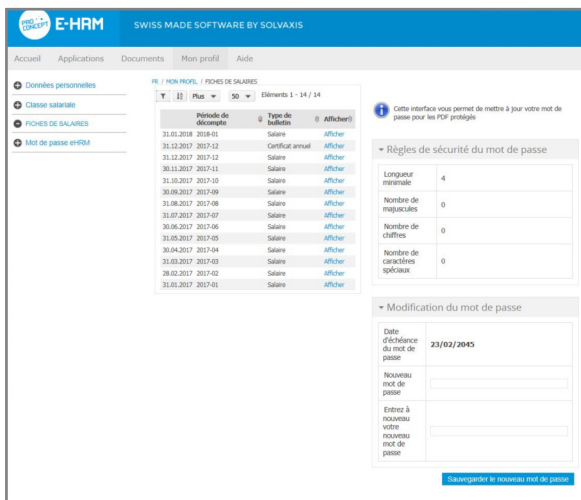 PRO CONCEPT E-HRM SWISS MADE SOFTWARE BY SOLVAXIS
Accueil Applications Documents Mon profil Aide
Données personnelles
Classe salariale
FICHES DE SALAIRES
Mot de passe eHRM
FR / MON PROFIL / FICHES DE SALAIRES
Plus 50 Eléments 1 - 14 / 14
Période de décompte Type de bulletin Afficher
31.01.2018 2018-01 Salaire Afficher
31.12.2017 2017-12 Certificat annuel Afficher
31.12.2017 2017-12 Salaire Afficher
30.11.2017 2017-11 Salaire Afficher
31.10.2017 2017-10 Salaire Afficher
30.09.2017 2017-09 Salaire Afficher
31.08.2017 2017-08 Salaire Afficher
31.07.2017 2017-07 Salaire Afficher
30.06.2017 2017-06 Salaire Afficher
31.05.2017 2017-05 Salaire Afficher
30.04.2017 2017-04 Salaire Afficher
31.03.2017 2017-03 Salaire Afficher
28.02.2017 2017-02 Salaire Afficher
31.01.2017 2017-01 Salaire Afficher
Cette interface vous permet de mettre à jour votre mot de
passe pour les PDF protégés
Règles de sécurité du mot de passe
Longueur
minimale 4
Nombre de
majuscules 0
Nombre de
chiffres 0
Nombre de
caractères 0
spéciaux
Modification du mot de passe
Date
d'échéance
du mot de 23/02/2045
passe
Nouveau
mot de
passe
Entrez à
nouveau
votre
nouveau
mot de
passe
Sauvegarder le nouveau mot de passe